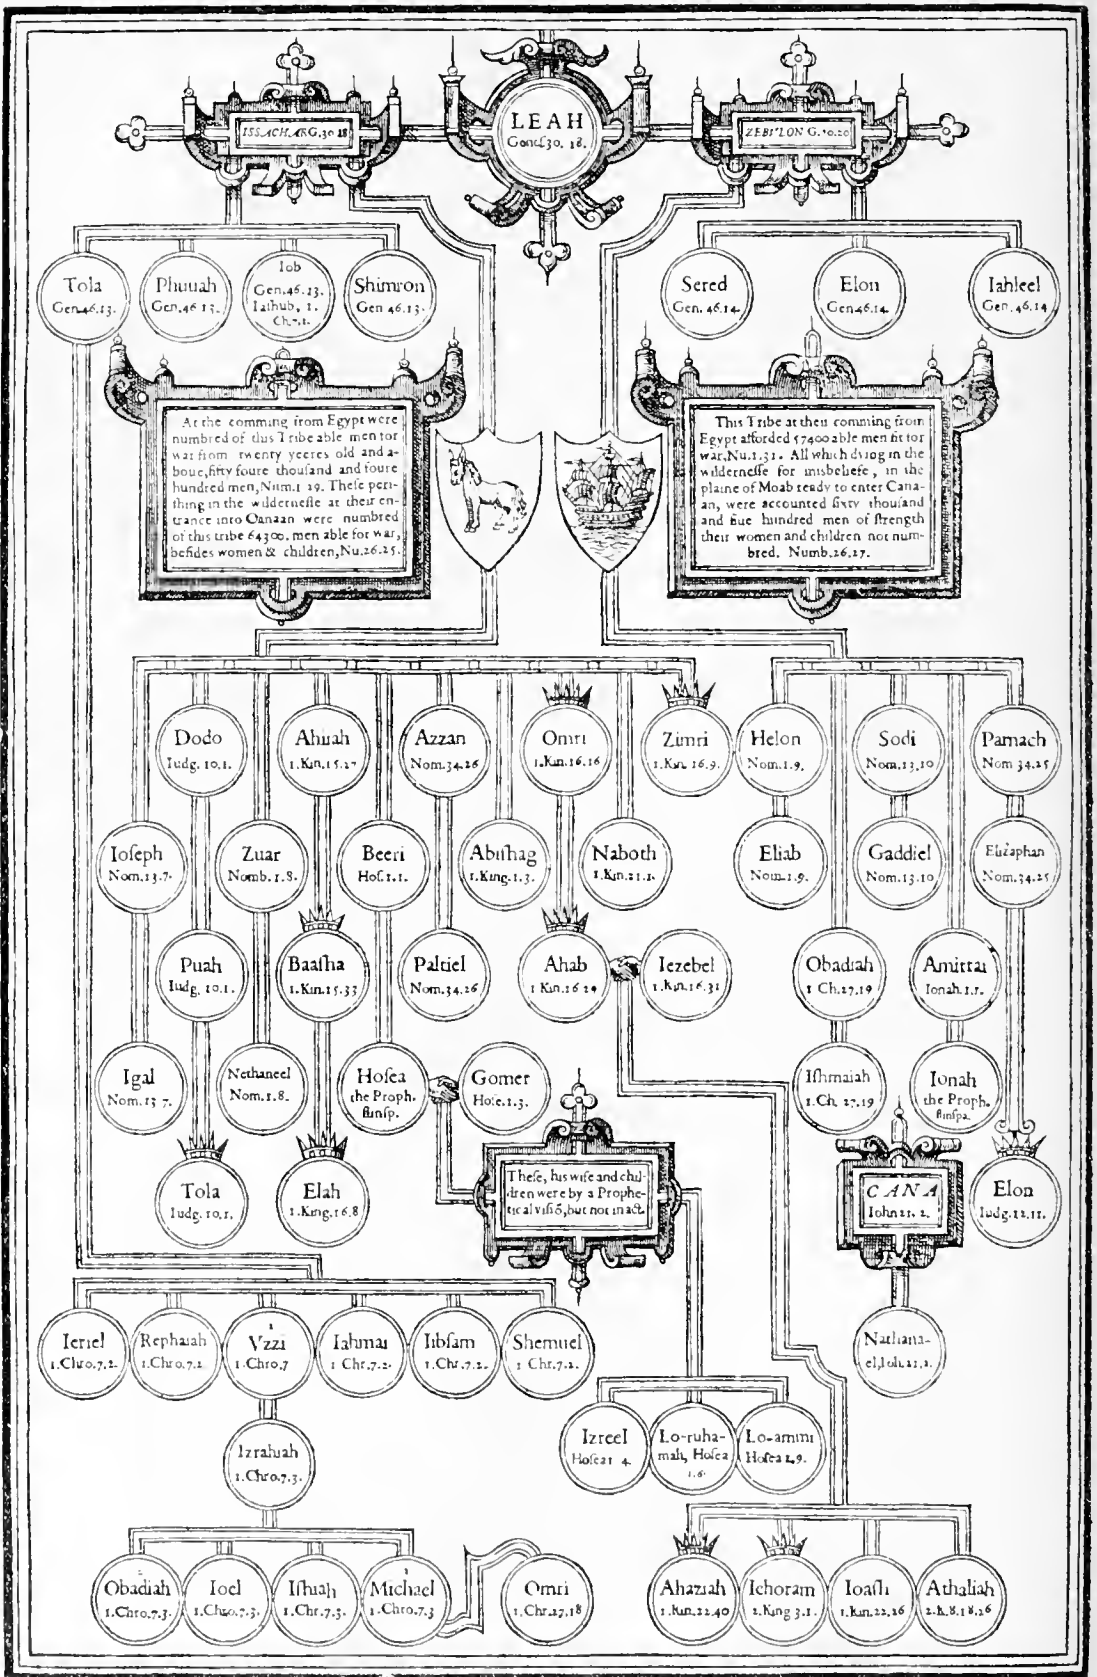 LEAH
Genes.30. 18.
ISSACHAR G.30 18
ZEBVLON G.30.20
Tola
Gen.46.13.
Phuuah
Gen.46 13.
Iob
Gen.46.13.
Iashub, 1.
Ch.7.1.
Shimron
Gen 46.13.
Sered
Gen. 46.14.
Elon
Gen 46.14.
Iahleel
Gen. 46.14
At the comming from Egypt were
numbred of this Tribe able men for
war from twenty yeeres old and a-
boue, fifty foure thouſand and foure
hundred men, Num.1 29. Theſe peri-
ſhing in the wilderneſſe at their en-
trance into Canaan were numbred
of this tribe 64300. men able for war,
beſides women & children, Nu.26.25.
This Tribe at their comming from
Egypt afforded 57400 able men fit for
war, Nu.1.31. All which dying in the
wilderneſſe for misbeliefe, in the
plaine of Moab ready to enter Cana-
an, were accounted ſixty thouſand
and fiue hundred men of ſtrength
their women and children not num-
bred. Numb.26.27.
Dodo
Iudg. 10.1.
Ahiiah
1.Kin.15.27
Azzan
Nom.34.26
Omri
1.Kin.16.16
Zimri
1.Kin. 16.9.
Helon
Nom.1.9.
Sodi
Nom.13.10
Parnach
Nom 34.25
Ioſeph
Nom.13.7.
Zuar
Nomb.1.8.
Beeri
Hoſ.1.1.
Abiſhag
1.King.1.3.
Naboth
1.Kin.21.1.
Eliab
Nom.1.9.
Gaddiel
Nom.13.10
Elizaphan
Nom.34.25
Puah
Iudg. 10.1.
Baaſha
1.Kin.15.33
Paltiel
Nom.34.26
Ahab
1 Kin.16 29
Iezebel
1.Kin.16.31
Obadiah
1 Ch.27.19
Amittai
Ionah.1.1.
Igal
Nom.13 7.
Nethaneel
Nom.1.8.
Hoſea
the Proph.
Gomer
Hoſe.1.3.
Iſhmaiah
1.Ch. 27.19
Ionah
the Proph.
Tola
Iudg. 10.1.
Elah
1.King.16.8
Theſe, his wife and chil-
dren were by a Prophe-
tical viſiō, but not in act.
CANA
Iohn 21. 2.
Elon
Iudg.12.11.
Ieriel
1.Chro.7.2.
Rephaiah
1.Chro.7.2
Vzzi
1.Chro.7
Iahmai
1 Chr.7.2.
Iibſam
1.Chr.7.2.
Shemuel
1 Chr.7.2.
Nathana-
el, Ioh.21.2.
Izrahiah
1.Chro.7.3.
Izreel
Hoſea 1 4.
Lo-ruha-
mah, Hoſea
1.6.
Lo-ammi
Hoſea 1.9.
Obadiah
1.Chro.7.3.
Ioel
1.Chro.7.3.
Iſhiah
1.Chr.7.3.
Michael
1.Chro.7.3
Omri
1.Chr.27.18
Ahaziah
1.Kin.22.40
Iehoram
2.King 3.1.
Ioaſh
1.Kin.22.26
Athaliah
2.K.8.18.26